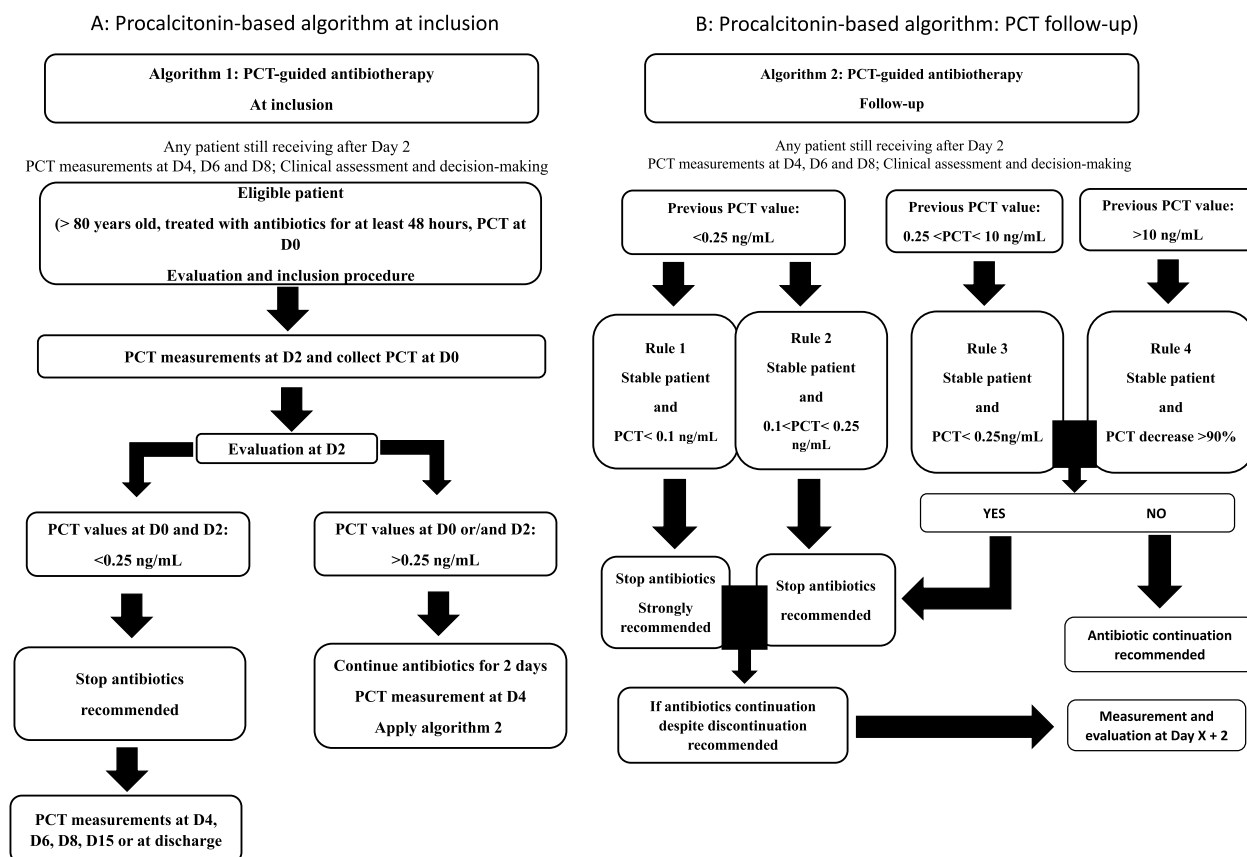 A: Procalcitonin-based algorithm at inclusion
Algorithm 1: PCT-guided antibiotherapy
At inclusion
Any patient still receiving after Day 2
PCT measurements at D4, D6 and D8; Clinical assessment and decision-making
Eligible patient
(> 80 years old, treated with antibiotics for at least 48 hours, PCT at
D0
Evaluation and inclusion procedure
PCT measurements at D2 and collect PCT at D0
Evaluation at D2
PCT values at D0 and D2:
<0.25 ng/mL
PCT values at D0 or/and D2:
>0.25 ng/mL
Stop antibiotics
recommended
Continue antibiotics for 2 days
PCT measurement at D4
Apply algorithm 2
PCT measurements at D4,
D6, D8, D15 or at discharge
B: Procalcitonin-based algorithm: PCT follow-up)
Algorithm 2: PCT-guided antibiotherapy
Follow-up
Any patient still receiving after Day 2
PCT measurements at D4, D6 and D8; Clinical assessment and decision-making
Previous PCT value:
<0.25 ng/mL
Previous PCT value:
0.25 <PCT< 10 ng/mL
Previous PCT value:
>10 ng/mL
Rule 1
Stable patient
and
PCT< 0.1 ng/mL
Rule 2
Stable patient
and
0.1<PCT< 0.25
ng/mL
Rule 3
Stable patient
and
PCT< 0.25ng/mL
Rule 4
Stable patient
and
PCT decrease >90%
YES
NO
Stop antibiotics
Strongly
recommended
Stop antibiotics
recommended
Antibiotic continuation
recommended
If antibiotics continuation
despite discontinuation
recommended
Measurement and
evaluation at Day X + 2